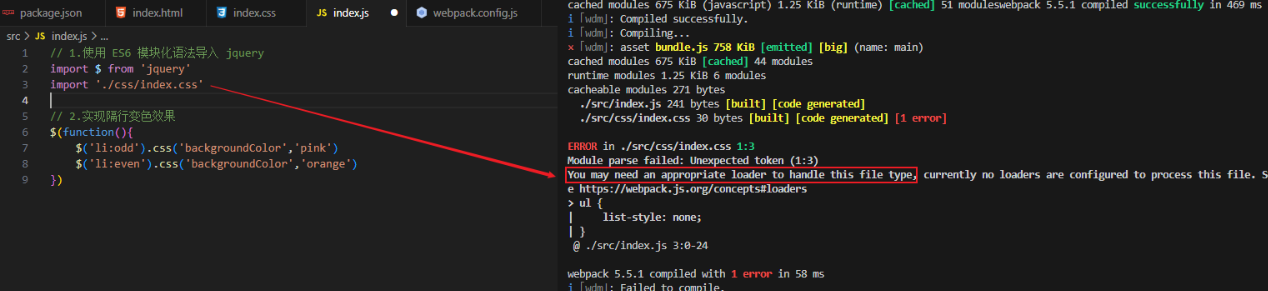 package.json index.html index.css JS index.js webpack.config.js
src > JS index.js > ...
1 // 1.使用 ES6 模块化语法导入 jquery
2 import $ from 'jquery'
3 import './css/index.css'
4
5 // 2.实现隔行变色效果
6 $(function(){
7 $('li:odd').css('backgroundColor','pink')
8 $('li:even').css('backgroundColor','orange')
9 })
cached modules 675 KiB (javascript) 1.25 KiB (runtime) [cached] 51 moduleswebpack 5.5.1 compiled successfully in 469 ms
i ｢wdm｣: Compiled successfully.
i ｢wdm｣: Compiling...
× ｢wdm｣: asset bundle.js 758 KiB [emitted] [big] (name: main)
cached modules 675 KiB [cached] 44 modules
runtime modules 1.25 KiB 6 modules
cacheable modules 271 bytes
./src/index.js 241 bytes [built] [code generated]
./src/css/index.css 30 bytes [built] [code generated] [1 error]
ERROR in ./src/css/index.css 1:3
Module parse failed: Unexpected token (1:3)
You may need an appropriate loader to handle this file type, currently no loaders are configured to process this file. S
e https://webpack.js.org/concepts#loaders
> ul {
| list-style: none;
| }
@ ./src/index.js 3:0-24
webpack 5.5.1 compiled with 1 error in 58 ms
i ｢wdm｣: Failed to compile.